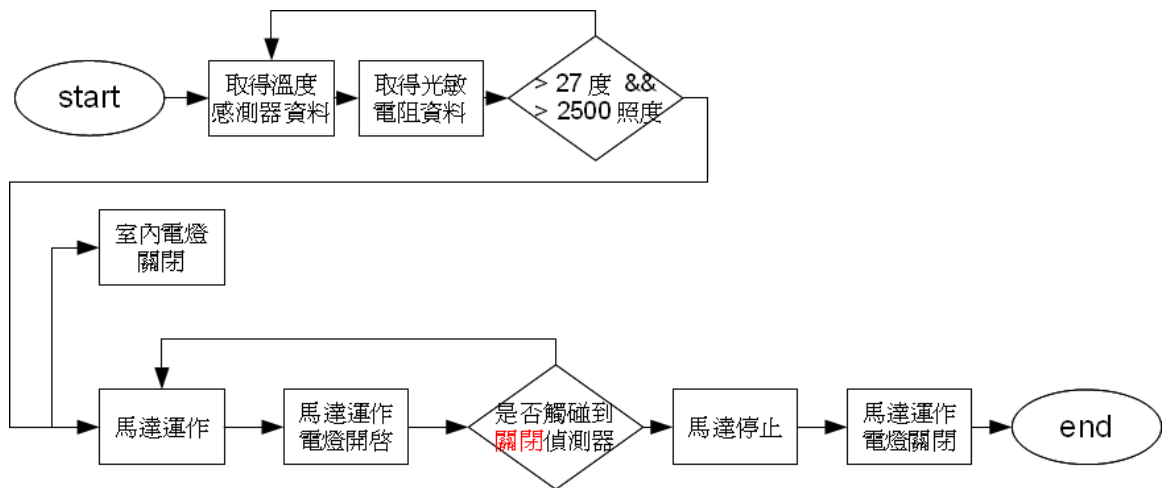 start
取得溫度
感測器資料
取得光敏
電阻資料
> 27 度 &&
> 2500 照度
室內電燈
關閉
馬達運作
馬達運作
電燈開啓
是否觸碰到
關閉偵測器
馬達停止
馬達運作
電燈關閉
end